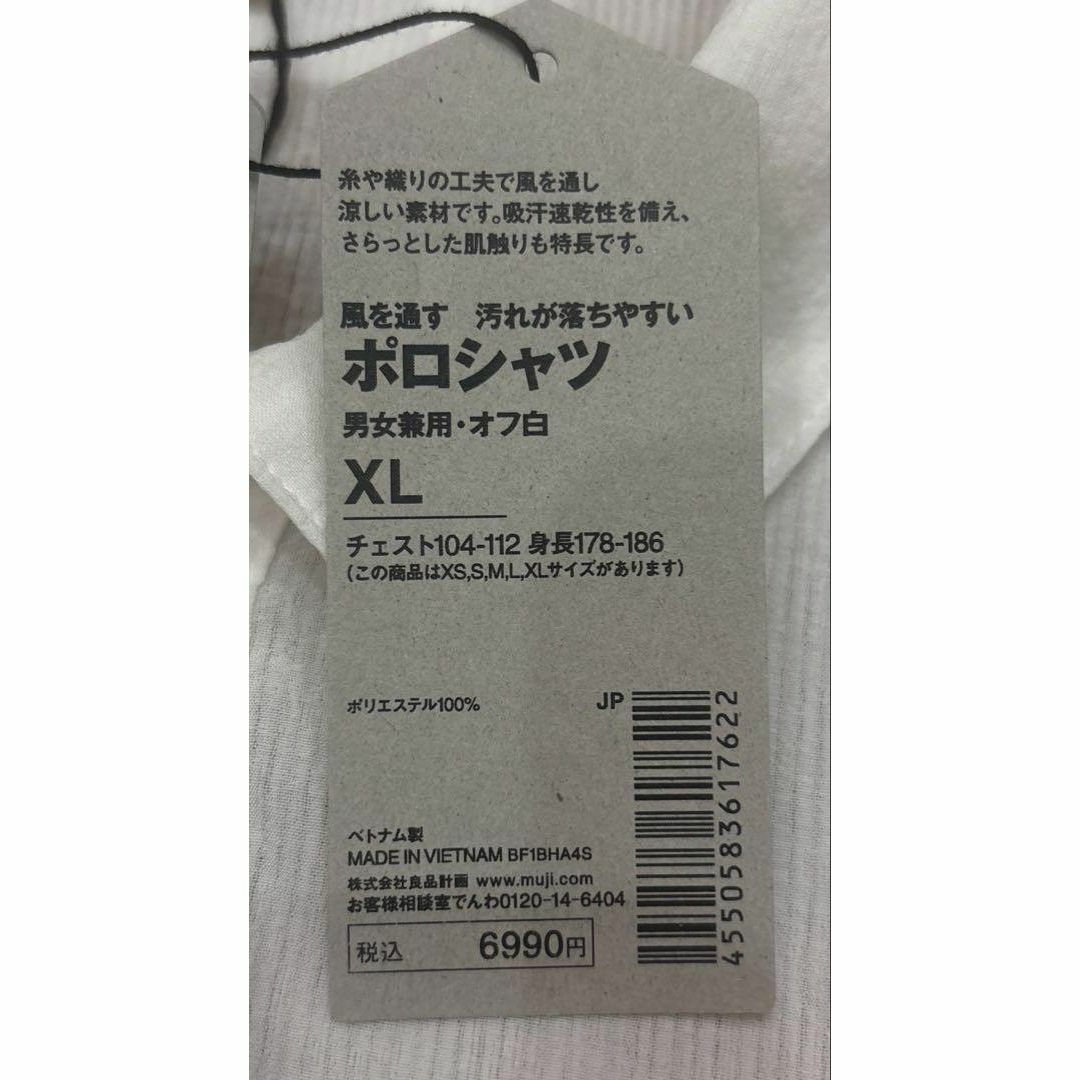 糸や織りの工夫で風を通し
涼しい素材です。吸汗速乾性を備え、
さらっとした肌触りも特長です。
風を通す　汚れが落ちやすい
ポロシャツ
男女兼用・オフ白
XL
チェスト104-112 身長178-186
(この商品はXS,S,M,L,XLサイズがあります)
ポリエステル100%
JP
4550583617622
ベトナム製
MADE IN VIETNAM BF1BHA4S
株式会社良品計画 www.muji.com
お客様相談室でんわ0120-14-6404
税込 6990円